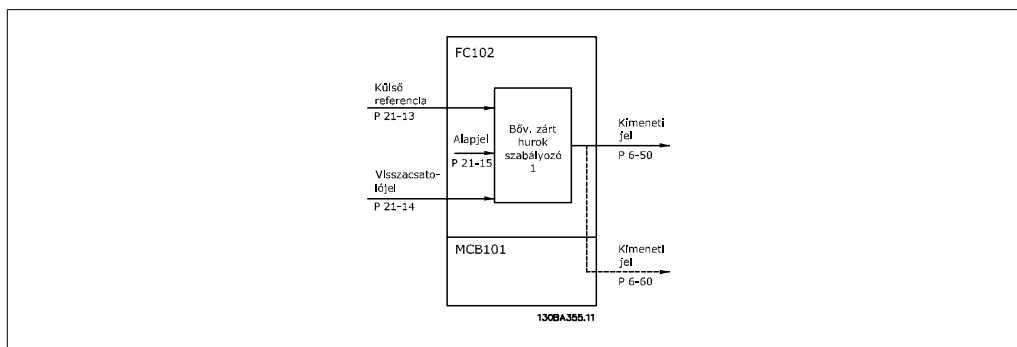 FC102
Külső
referencia
P 21-13
Alapjel
P 21-15
Visszacsato-
lójel
P 21-14
Bőv. zárt
hurok
szabályozó
1
Kimeneti
jel
P 6-50
MCB101
Kimeneti
jel
P 6-60
130BA355.11